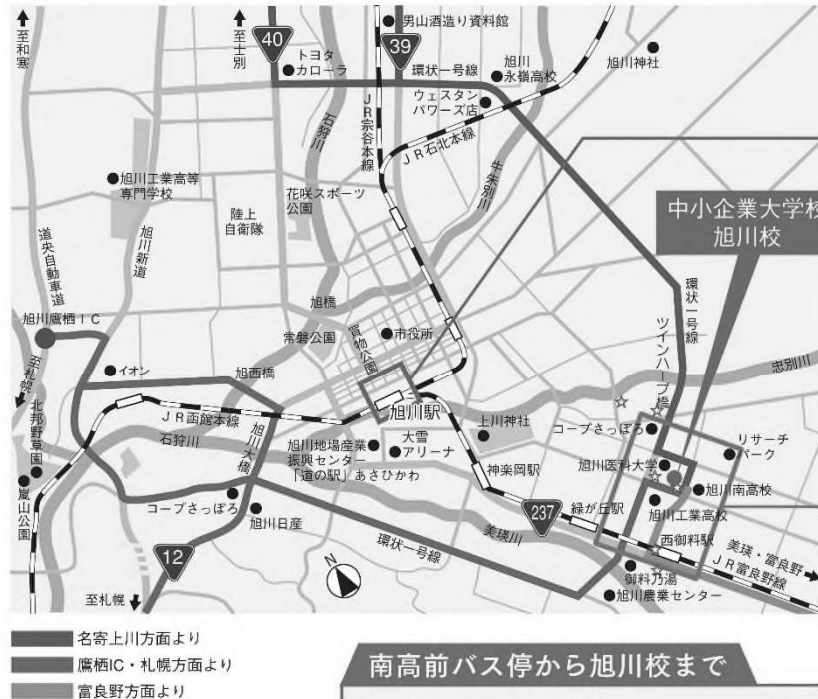 至和寒
至士別
40
39
男山酒造り資料館
トヨタ
カローラ
環状一号線
旭川
永嶺高校
旭川神社
ウェスタン
パワーズ店
石狩川
JR宗谷本線
JR石北本線
牛朱別川
旭川工業高等
専門学校
花咲スポーツ
公園
陸上
自衛隊
中小企業大学校
旭川校
道央自動車道
旭川新道
旭橋
環状一号線
ツインハープ橋
旭川鷹栖IC
常磐公園
買物公園
市役所
忠別川
至札幌
イオン
旭西橋
旭川駅
北邦野草園
JR函館本線
旭川大橋
上川神社
コープさっぽろ
リサーチ
パーク
石狩川
旭川地場産業
振興センター
「道の駅」あさひかわ
大雪
アリーナ
神楽岡駅
旭川医科大学
旭川南高校
嵐山公園
コープさっぽろ
旭川日産
237
緑が丘駅
旭川工業高校
美瑛川
西御料駅
12
環状一号線
美瑛・富良野
JR富良野線
N
御料乃湯
旭川農業センター
至札幌
名寄上川方面より
鷹栖IC・札幌方面より
富良野方面より
南高前バス停から旭川校まで